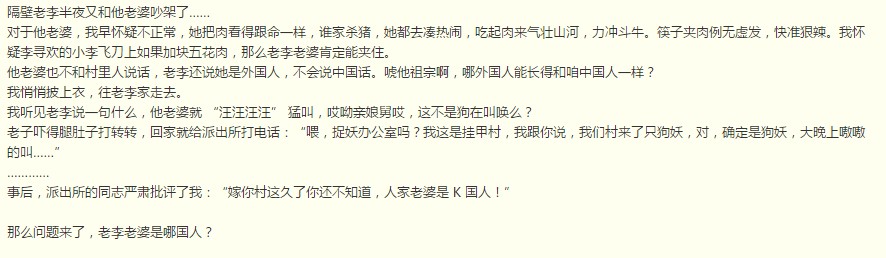 隔壁老李半夜又和他老婆吵架了……
对于他老婆，我早怀疑不正常，她把肉看得跟命一样，谁家杀猪，她都去凑热闹，吃起肉来气壮山河，力冲斗牛。筷子夹肉例无虚发，快准狠辣。我怀
疑李寻欢的小李飞刀上如果加块五花肉，那么老李老婆肯定能夹住。
他老婆也不和村里人说话，老李还说她是外国人，不会说中国话。唬他祖宗啊，哪外国人能长得和咱中国人一样？
我悄悄披上衣，往老李家走去。
我听见老李说一句什么，他老婆就 “汪汪汪汪” 猛叫，哎呦亲娘舅哎，这不是狗在叫唤么？
老子吓得腿肚子打转转，回家就给派出所打电话：“喂，捉妖办公室吗？我这是挂甲村，我跟你说，我们村来了只狗妖，对，确定是狗妖，大晚上嗷嗷
的叫……”
…………
事后，派出所的同志严肃批评了我：“嫁你村这久了你还不知道，人家老婆是 K 国人！”
那么问题来了，老李老婆是哪国人？